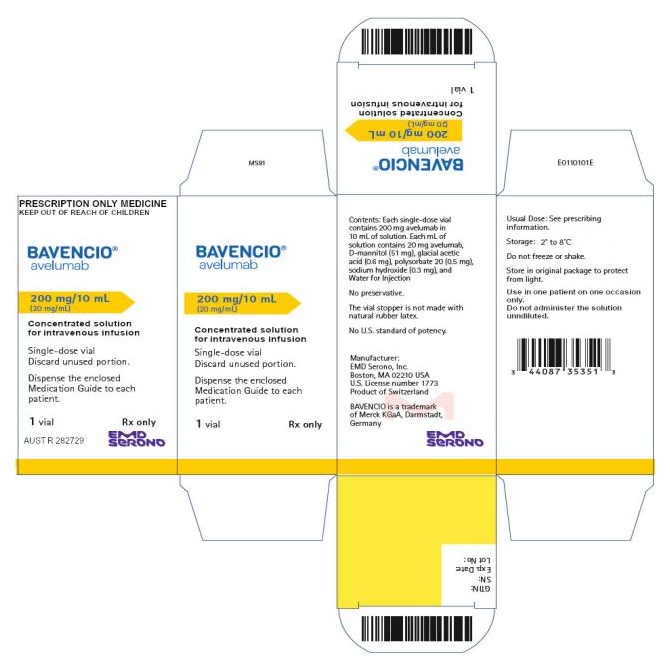 1 vial
Concentrated solution
for intravenous infusion
200 mg/10 mL
(20 mg/mL)
BAVENCIO®
avelumab
MS91
E0110101E
PRESCRIPTION ONLY MEDICINE
KEEP OUT OF REACH OF CHILDREN
BAVENCIO®
avelumab
200 mg/10 mL
(20 mg/mL)
Concentrated solution
for intravenous infusion
Single-dose vial
Discard unused portion.
Dispense the enclosed
Medication Guide to each
patient.
1 vial Rx only
AUST R 282729
EMD
SERONO
BAVENCIO®
avelumab
200 mg/10 mL
(20 mg/mL)
Concentrated solution
for intravenous infusion
Single-dose vial
Discard unused portion.
Dispense the enclosed
Medication Guide to each
patient.
1 vial Rx only
Contents: Each single-dose vial
contains 200 mg avelumab in
10 mL of solution. Each mL of
solution contains 20 mg avelumab,
D-mannitol (51 mg), glacial acetic
acid (0.6 mg), polysorbate 20 (0.5 mg),
sodium hydroxide (0.3 mg), and
Water for Injection
No preservative.
The vial stopper is not made with
natural rubber latex.
No U.S. standard of potency.
Manufacturer:
EMD Serono, Inc.
Boston, MA 02210 USA
U.S. License number 1773
Product of Switzerland
BAVENCIO is a trademark
of Merck KGaA, Darmstadt,
Germany
EMD
SERONO
Usual Dose: See prescribing
information.
Storage: 2° to 8°C
Do not freeze or shake.
Store in original package to protect
from light.
Use in one patient on one occasion
only.
Do not administer the solution
unndiluted.
3 44087 35351 3
GTIN:
SN:
Exp. Date
Lot No :